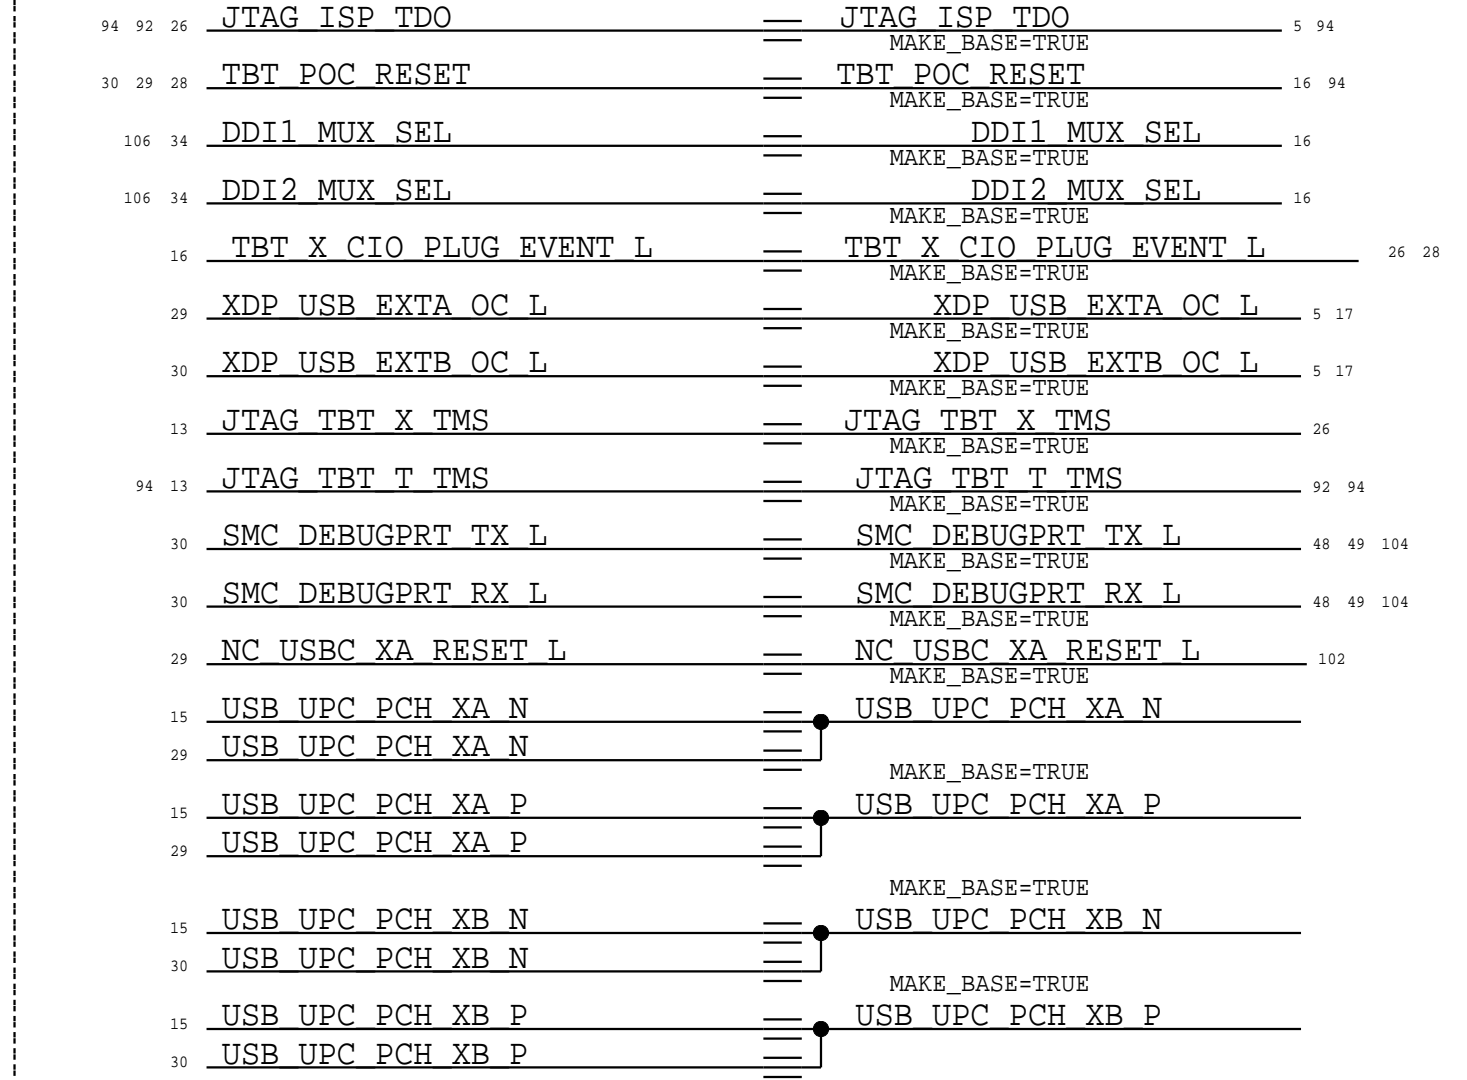 94 92 26 JTAG_ISP_TDO JTAG_ISP_TDO 5 94
MAKE_BASE=TRUE
30 29 28 TBT_POC_RESET TBT_POC_RESET 16 94
MAKE_BASE=TRUE
106 34 DDI1_MUX_SEL DDI1_MUX_SEL 16
MAKE_BASE=TRUE
106 34 DDI2_MUX_SEL DDI2_MUX_SEL 16
MAKE_BASE=TRUE
16 TBT_X_CIO_PLUG_EVENT_L TBT_X_CIO_PLUG_EVENT_L 26 28
MAKE_BASE=TRUE
29 XDP_USB_EXTA_OC_L XDP_USB_EXTA_OC_L 5 17
MAKE_BASE=TRUE
30 XDP_USB_EXTB_OC_L XDP_USB_EXTB_OC_L 5 17
MAKE_BASE=TRUE
13 JTAG_TBT_X_TMS JTAG_TBT_X_TMS 26
MAKE_BASE=TRUE
94 13 JTAG_TBT_T_TMS JTAG_TBT_T_TMS 92 94
MAKE_BASE=TRUE
30 SMC_DEBUGPRT_TX_L SMC_DEBUGPRT_TX_L 48 49 104
MAKE_BASE=TRUE
30 SMC_DEBUGPRT_RX_L SMC_DEBUGPRT_RX_L 48 49 104
MAKE_BASE=TRUE
29 NC_USBC_XA_RESET_L NC_USBC_XA_RESET_L 102
MAKE_BASE=TRUE
15 USB_UPC_PCH_XA_N USB_UPC_PCH_XA_N
29 USB_UPC_PCH_XA_N
MAKE_BASE=TRUE
15 USB_UPC_PCH_XA_P USB_UPC_PCH_XA_P
29 USB_UPC_PCH_XA_P
MAKE_BASE=TRUE
15 USB_UPC_PCH_XB_N USB_UPC_PCH_XB_N
30 USB_UPC_PCH_XB_N
MAKE_BASE=TRUE
15 USB_UPC_PCH_XB_P USB_UPC_PCH_XB_P
30 USB_UPC_PCH_XB_P